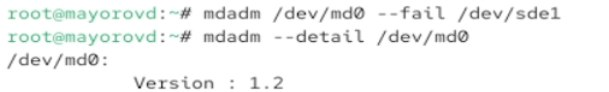 root@mayorovd:~# mdadm /dev/md0 --fail /dev/sde1
root@mayorovd:~# mdadm --detail /dev/md0
/dev/md0:
Version : 1.2